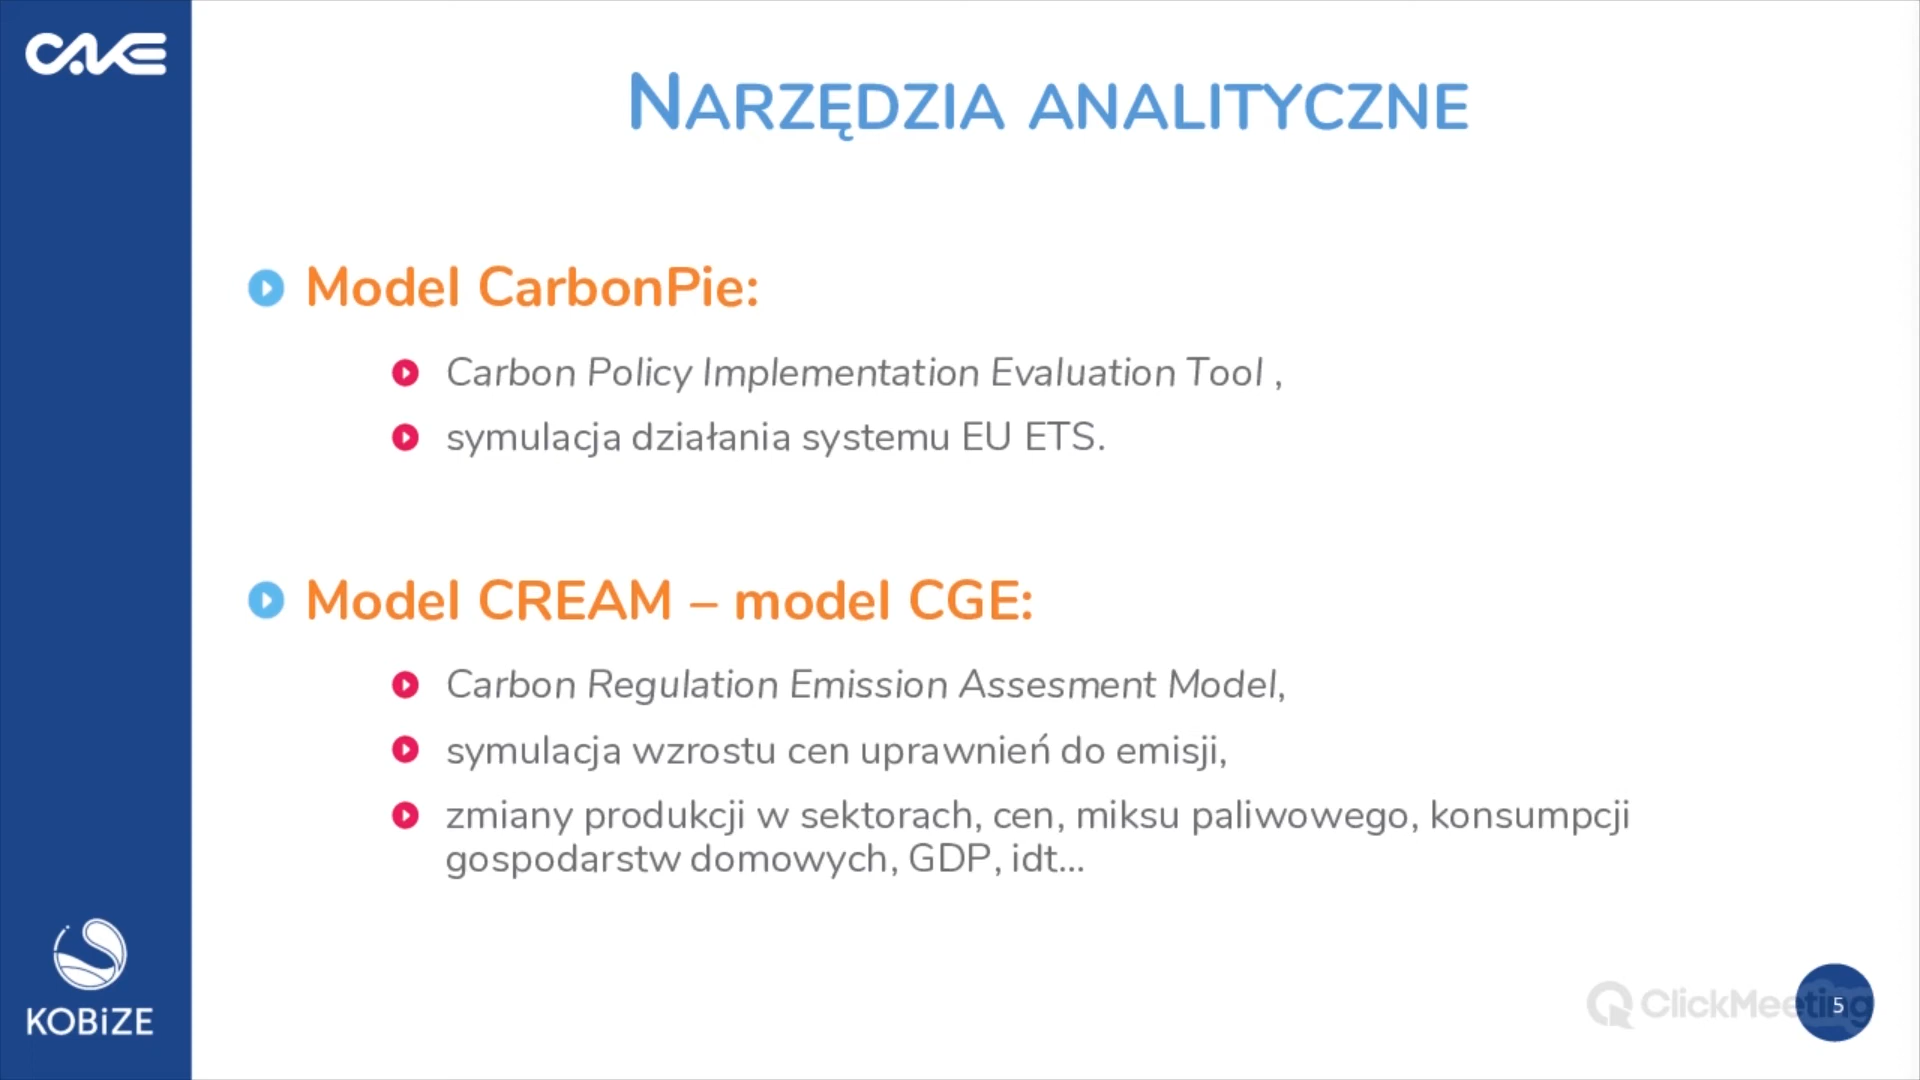 CAKE
NARZĘDZIA ANALITYCZNE
Model CarbonPie:
Carbon Policy Implementation Evaluation Tool ,
symulacja działania systemu EU ETS.
Model CREAM – model CGE:
Carbon Regulation Emission Assesment Model,
symulacja wzrostu cen uprawnień do emisji,
zmiany produkcji w sektorach, cen, miksu paliwowego, konsumpcji
gospodarstw domowych, GDP, idt...
KOBiZE
ClickMeeting
5